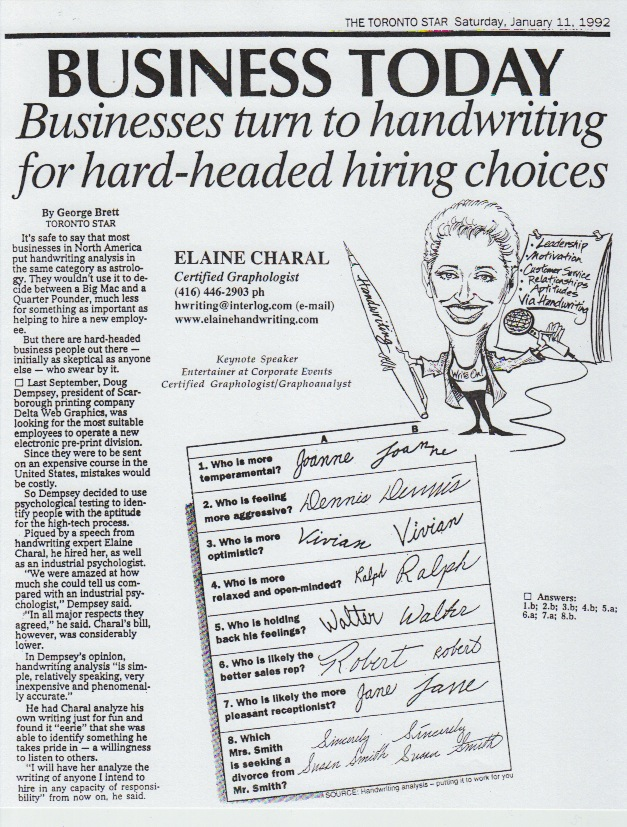 THE TORONTO STAR Saturday, January 11, 1992
BUSINESS TODAY
Businesses turn to handwriting
for hard-headed hiring choices
By George Brett
TORONTO STAR
It's safe to say that most
businesses in North America
put handwriting analysis in
the same category as astrolo-
gy. They wouldn't use it to de-
cide between a Big Mac and a
Quarter Pounder, much less
for something as important as
helping to hire a new employ-
ee.
But there are hard-headed
business people out there —
initially as skeptical as anyone
else — who swear by it.
☐ Last September, Doug
Dempsey, president of Scar-
borough printing company
Delta Web Graphics, was
looking for the most suitable
employees to operate a new
electronic pre-print division.
Since they were to be sent
on an expensive course in the
United States, mistakes would
be costly.
So Dempsey decided to use
psychological testing to iden-
tify people with the aptitude
for the high-tech process.
Piqued by a speech from
handwriting expert Elaine
Charal, he hired her, as well
as an industrial psychologist.
"We were amazed at how
much she could tell us com-
pared with an industrial psy-
chologist," Dempsey said.
"In all major respects they
agreed," he said. Charal's bill,
however, was considerably
lower.
In Dempsey's opinion,
handwriting analysis "is sim-
ple, relatively speaking, very
inexpensive and phenomenal-
ly accurate."
He had Charal analyze his
own writing just for fun and
found it "eerie" that she was
able to identify something he
takes pride in — a willingness
to listen to others.
"I will have her analyze the
writing of anyone I intend to
hire in any capacity of responsi-
bility" from now on, he said.
ELAINE CHARAL
Certified Graphologist
(416) 446-2903 ph
hwriting@interlog.com (e-mail)
www.elainehandwriting.com
Keynote Speaker
Entertainer at Corporate Events
Certified Graphologist/Graphoanalyst
Handwriting
Write On!
• Leadership
• Motivation
• Customer Service
• Relationships
• Aptitudes
Via Handwriting
A B
1. Who is more
temperamental? Joanne Joanne
2. Who is feeling
more aggressive? Dennis Dennis
3. Who is more
optimistic? Vivian Vivian
4. Who is more
relaxed and open-minded? Ralph Ralph
5. Who is holding
back his feelings? Walter Walter
6. Who is likely the
better sales rep? Robert Robert
7. Who is likely the more
pleasant receptionist? Jane Jane
8. Which
Mrs. Smith
is seeking a
divorce from
Mr. Smith?
Sincerely Sincerely
Susan Smith Susan Smith
SOURCE: Handwriting analysis – putting it to work for you
☐ Answers:
1.b; 2.b; 3.b; 4.b; 5.a;
6.a; 7.a; 8.b.